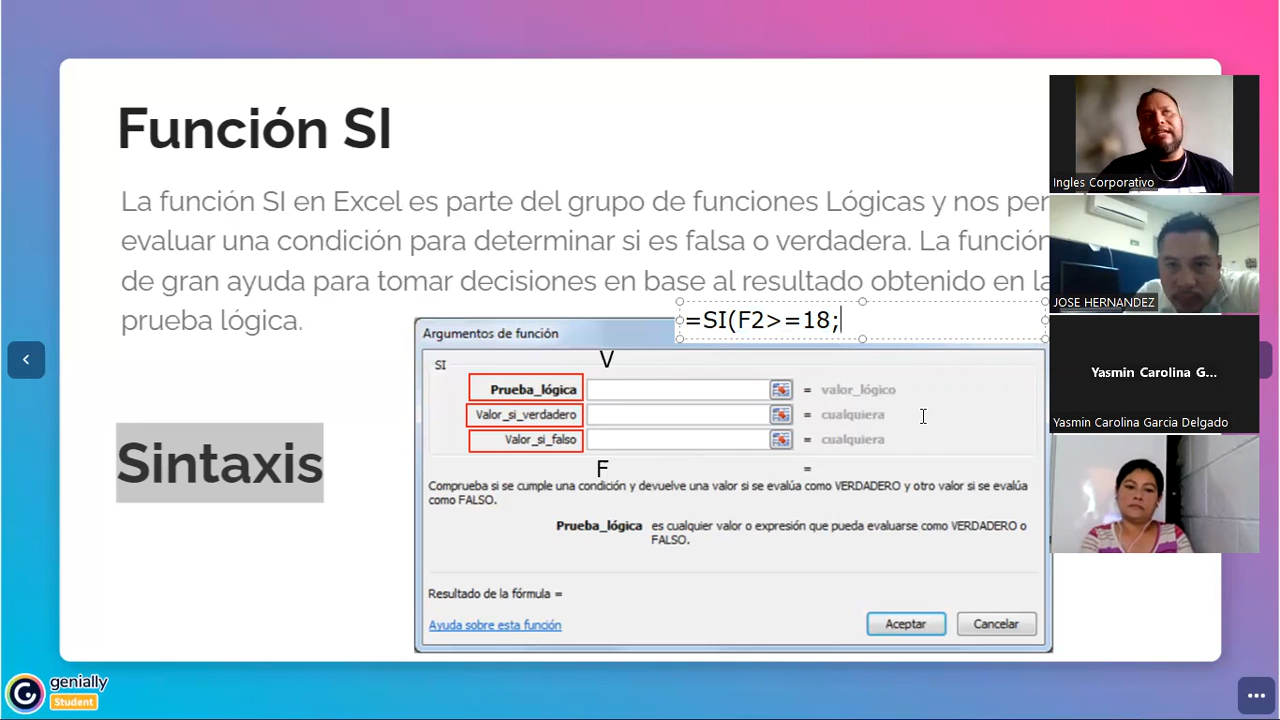 Función SI
La función SI en Excel es parte del grupo de funciones Lógicas y nos per
evaluar una condición para determinar si es falsa o verdadera. La función
de gran ayuda para tomar decisiones en base al resultado obtenido en la
prueba lógica.
=SI(F2>=18;
Argumentos de función
SI
V
Prueba_lógica = valor_lógico
Valor_si_verdadero = cualquiera
Valor_si_falso = cualquiera
F =
Comprueba si se cumple una condición y devuelve una valor si se evalúa como VERDADERO y otro valor si se evalúa
como FALSO.
Prueba_lógica es cualquier valor o expresión que pueda evaluarse como VERDADERO o
FALSO.
Resultado de la fórmula =
Ayuda sobre esta función
Aceptar
Cancelar
Sintaxis
Ingles Corporativo
JOSE HERNANDEZ
Yasmin Carolina G...
Yasmin Carolina Garcia Delgado
genially
Student